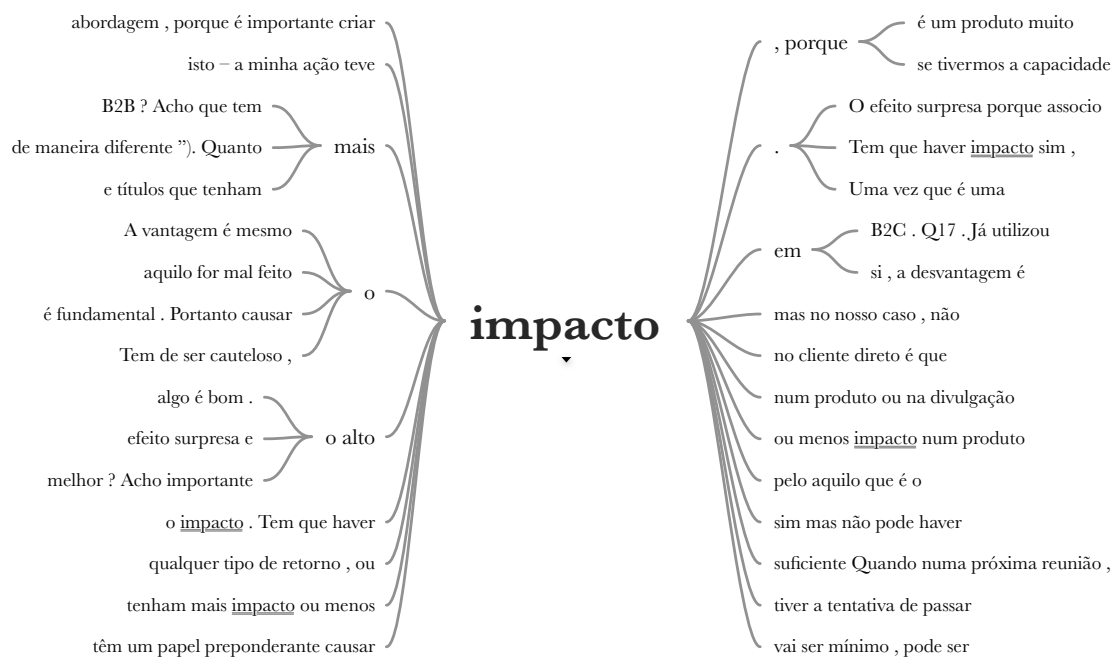 abordagem , porque é importante criar
isto – a minha ação teve
B2B ? Acho que tem
de maneira diferente ”). Quanto
mais
e títulos que tenham
A vantagem é mesmo
aquilo for mal feito
o
é fundamental . Portanto causar
Tem de ser cauteloso ,
algo é bom .
efeito surpresa e
o alto
melhor ? Acho importante
o impacto . Tem que haver
qualquer tipo de retorno , ou
tenham mais impacto ou menos
têm um papel preponderante causar
impacto
, porque
é um produto muito
se tivermos a capacidade
.
O efeito surpresa porque associo
Tem que haver impacto sim ,
Uma vez que é uma
em
B2C . Q17 . Já utilizou
si , a desvantagem é
mas no nosso caso , não
no cliente direto é que
num produto ou na divulgação
ou menos impacto num produto
pelo aquilo que é o
sim mas não pode haver
suficiente Quando numa próxima reunião ,
tiver a tentativa de passar
vai ser mínimo , pode ser